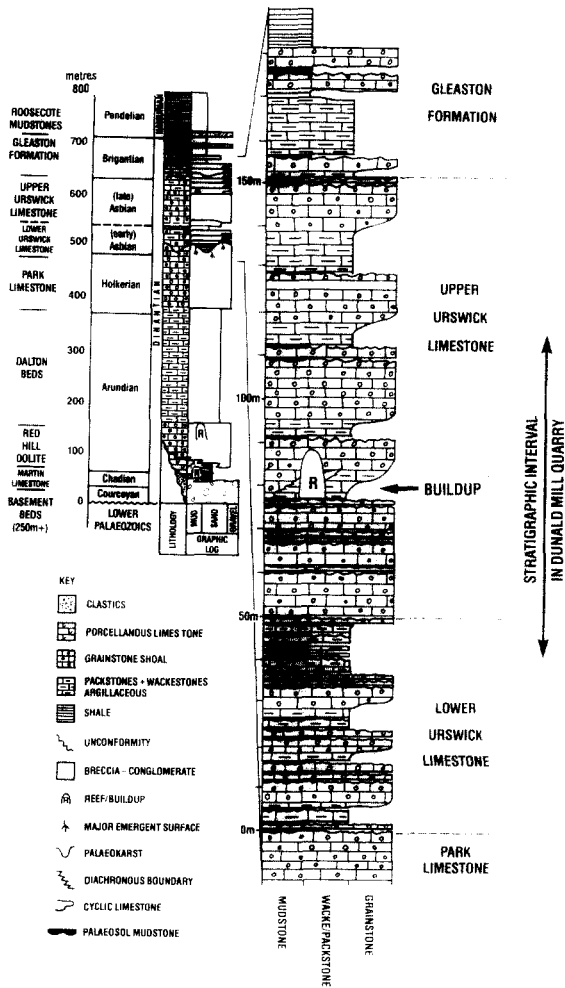 metres
800
700
600
500
400
300
200
100
0
ROOSECOTE
MUDSTONES
GLEASTON
FORMATION
UPPER
URSWICK
LIMESTONE
LOWER
URSWICK
LIMESTONE
PARK
LIMESTONE
DALTON
BEDS
RED
HILL
OOLITE
MARTIN
LIMESTONE
BASEMENT
BEDS
(250m+)
Pendelian
Brigantian
(late)
Asbian
(early)
Asbian
Holkerian
Arundian
Chadian
Courceyan
LOWER
PALAEOZOICS
DINANTIAN
R
LITHOLOGY
MUD
SAND
GRAVEL
GRAPHIC
LOG
KEY
CLASTICS
PORCELLANOUS LIMESTONE
GRAINSTONE SHOAL
PACKSTONES + WACKESTONES
ARGILLACEOUS
SHALE
UNCONFORMITY
BRECCIA - CONGLOMERATE
REEF/BUILDUP
MAJOR EMERGENT SURFACE
PALAEOKARST
DIACHRONOUS BOUNDARY
CYCLIC LIMESTONE
PALAEOSOL MUDSTONE
150m
100m
50m
0m
R
MUDSTONE
WACKE/PACKSTONE
GRAINSTONE
GLEASTON
FORMATION
UPPER
URSWICK
LIMESTONE
BUILDUP
LOWER
URSWICK
LIMESTONE
PARK
LIMESTONE
STRATIGRAPHIC INTERVAL
IN DUNALD MILL QUARRY